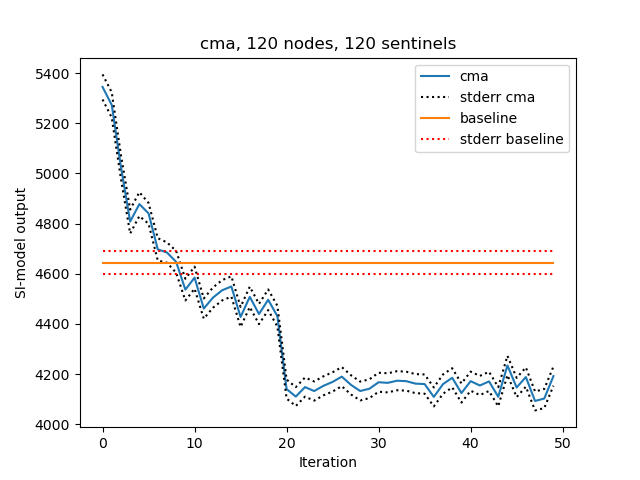 cma, 120 nodes, 120 sentinels
5400
5200
5000
4800
4600
4400
4200
4000
SI-model output
cma
stderr cma
baseline
stderr baseline
0
10
20
30
40
50
Iteration